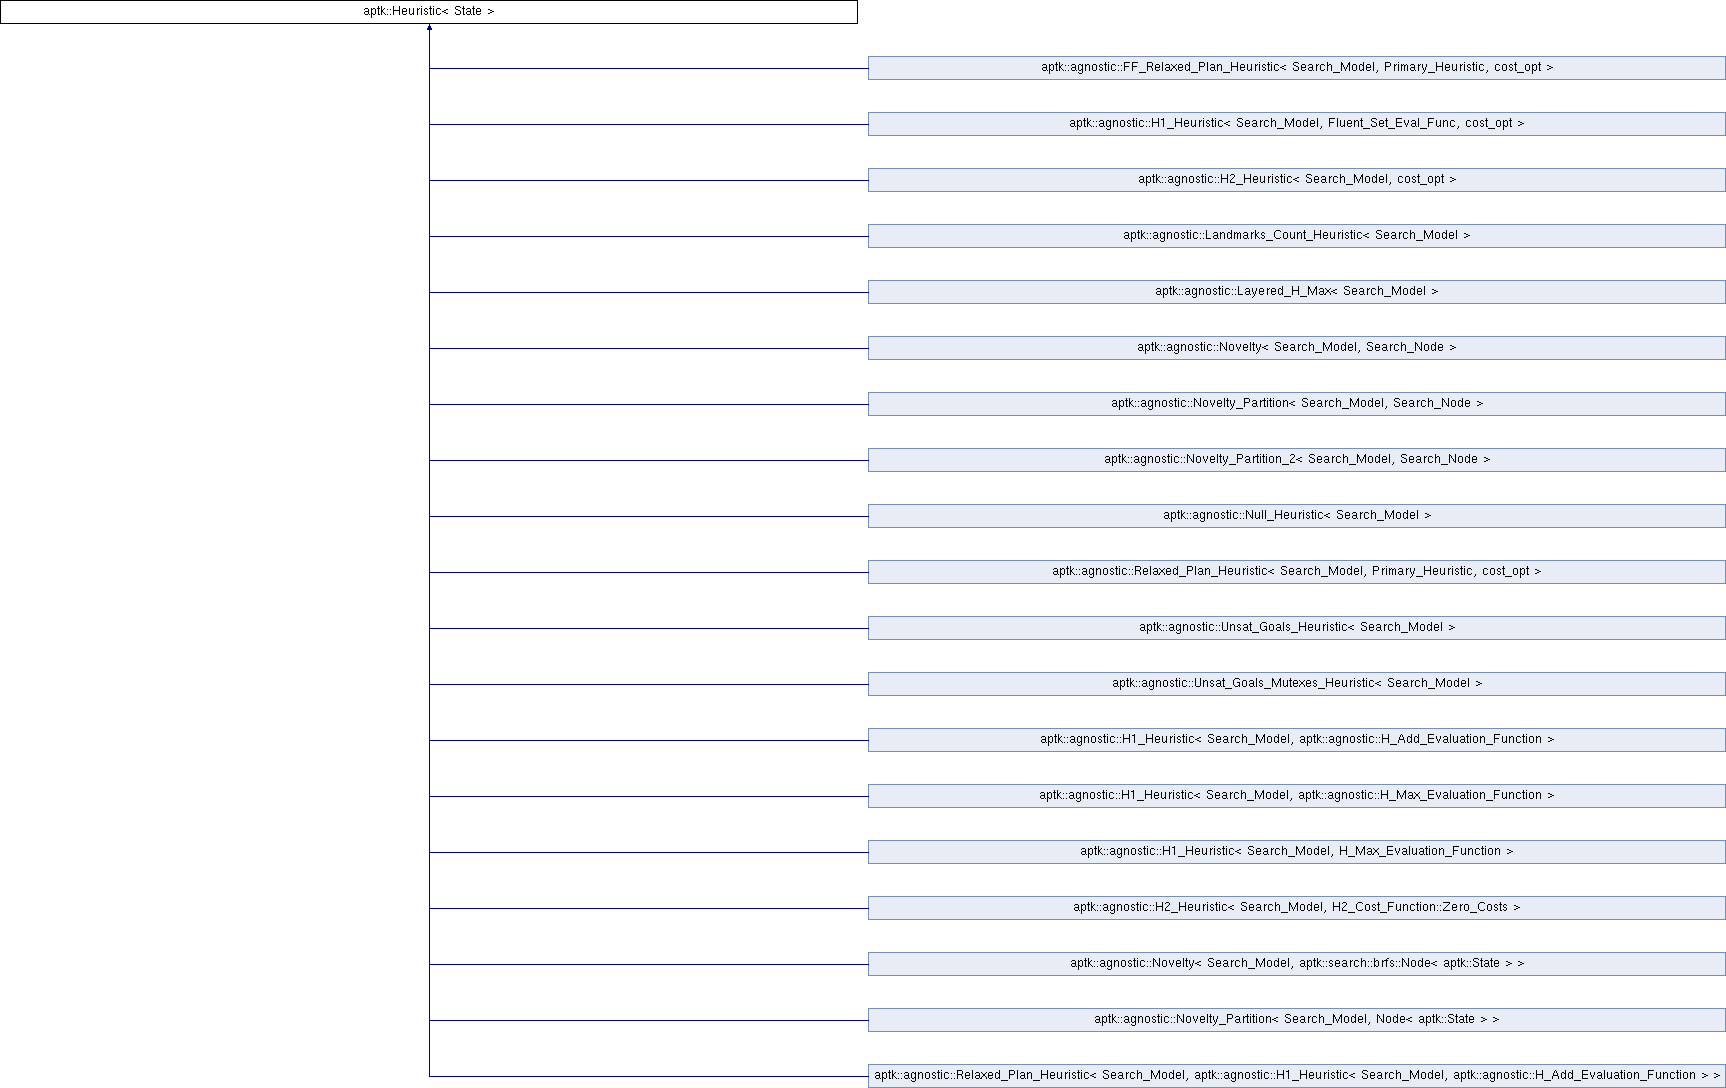 aptk::Heuristic< State >
aptk::agnostic::FF_Relaxed_Plan_Heuristic< Search_Model, Primary_Heuristic, cost_opt >
aptk::agnostic::H1_Heuristic< Search_Model, Fluent_Set_Eval_Func, cost_opt >
aptk::agnostic::H2_Heuristic< Search_Model, cost_opt >
aptk::agnostic::Landmarks_Count_Heuristic< Search_Model >
aptk::agnostic::Layered_H_Max< Search_Model >
aptk::agnostic::Novelty< Search_Model, Search_Node >
aptk::agnostic::Novelty_Partition< Search_Model, Search_Node >
aptk::agnostic::Novelty_Partition_2< Search_Model, Search_Node >
aptk::agnostic::Null_Heuristic< Search_Model >
aptk::agnostic::Relaxed_Plan_Heuristic< Search_Model, Primary_Heuristic, cost_opt >
aptk::agnostic::Unsat_Goals_Heuristic< Search_Model >
aptk::agnostic::Unsat_Goals_Mutexes_Heuristic< Search_Model >
aptk::agnostic::H1_Heuristic< Search_Model, aptk::agnostic::H_Add_Evaluation_Function >
aptk::agnostic::H1_Heuristic< Search_Model, aptk::agnostic::H_Max_Evaluation_Function >
aptk::agnostic::H1_Heuristic< Search_Model, H_Max_Evaluation_Function >
aptk::agnostic::H2_Heuristic< Search_Model, H2_Cost_Function::Zero_Costs >
aptk::agnostic::Novelty< Search_Model, aptk::search::brfs::Node< aptk::State > >
aptk::agnostic::Novelty_Partition< Search_Model, Node< aptk::State > >
aptk::agnostic::Relaxed_Plan_Heuristic< Search_Model, aptk::agnostic::H1_Heuristic< Search_Model, aptk::agnostic::H_Add_Evaluation_Function > >